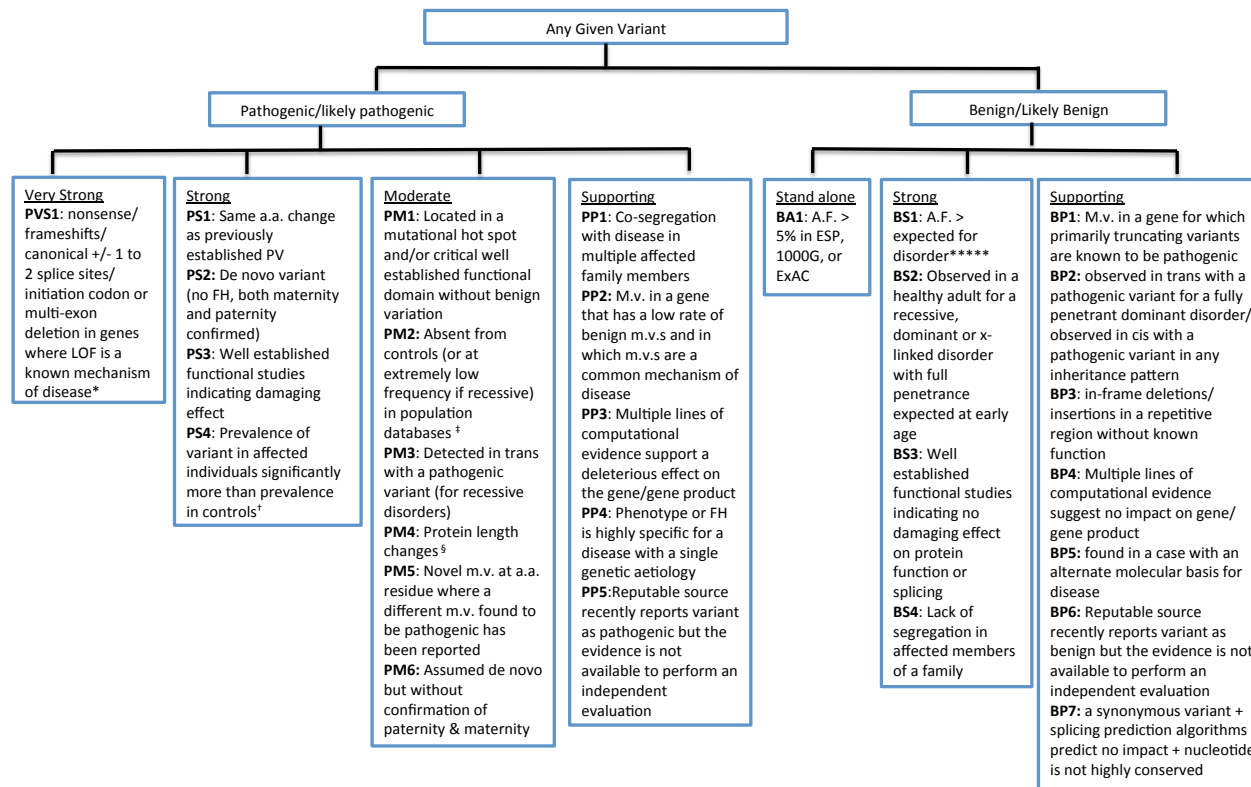 Any Given Variant
Pathogenic/likely pathogenic
Benign/Likely Benign
Very Strong
PVS1: nonsense/
frameshifts/
canonical +/- 1 to
2 splice sites/
initiation codon or
multi-exon
deletion in genes
where LOF is a
known mechanism
of disease*
Strong
PS1: Same a.a. change
as previously
established PV
PS2: De novo variant
(no FH, both maternity
and paternity
confirmed)
PS3: Well established
functional studies
indicating damaging
effect
PS4: Prevalence of
variant in affected
individuals significantly
more than prevalence
in controls†
Moderate
PM1: Located in a
mutational hot spot
and/or critical well
established functional
domain without benign
variation
PM2: Absent from
controls (or at
extremely low
frequency if recessive)
in population
databases ‡
PM3: Detected in trans
with a pathogenic
variant (for recessive
disorders)
PM4: Protein length
changes §
PM5: Novel m.v. at a.a.
residue where a
different m.v. found to
be pathogenic has
been reported
PM6: Assumed de novo
but without
confirmation of
paternity & maternity
Supporting
PP1: Co-segregation
with disease in
multiple affected
family members
PP2: M.v. in a gene
that has a low rate of
benign m.v.s and in
which m.v.s are a
common mechanism of
disease
PP3: Multiple lines of
computational
evidence support a
deleterious effect on
the gene/gene product
PP4: Phenotype or FH
is highly specific for a
disease with a single
genetic aetiology
PP5:Reputable source
recently reports variant
as pathogenic but the
evidence is not
available to perform an
independent
evaluation
Stand alone
BA1: A.F. >
5% in ESP,
1000G, or
ExAC
Strong
BS1: A.F. >
expected for
disorder*****
BS2: Observed in a
healthy adult for a
recessive,
dominant or x-
linked disorder
with full
penetrance
expected at early
age
BS3: Well
established
functional studies
indicating no
damaging effect
on protein
function or
splicing
BS4: Lack of
segregation in
affected members
of a family
Supporting
BP1: M.v. in a gene for which
primarily truncating variants
are known to be pathogenic
BP2: observed in trans with a
pathogenic variant for a fully
penetrant dominant disorder/
observed in cis with a
pathogenic variant in any
inheritance pattern
BP3: in-frame deletions/
insertions in a repetitive
region without known
function
BP4: Multiple lines of
computational evidence
suggest no impact on gene/
gene product
BP5: found in a case with an
alternate molecular basis for
disease
BP6: Reputable source
recently reports variant as
benign but the evidence is not
available to perform an
independent evaluation
BP7: a synonymous variant +
splicing prediction algorithms
predict no impact + nucleotide
is not highly conserved